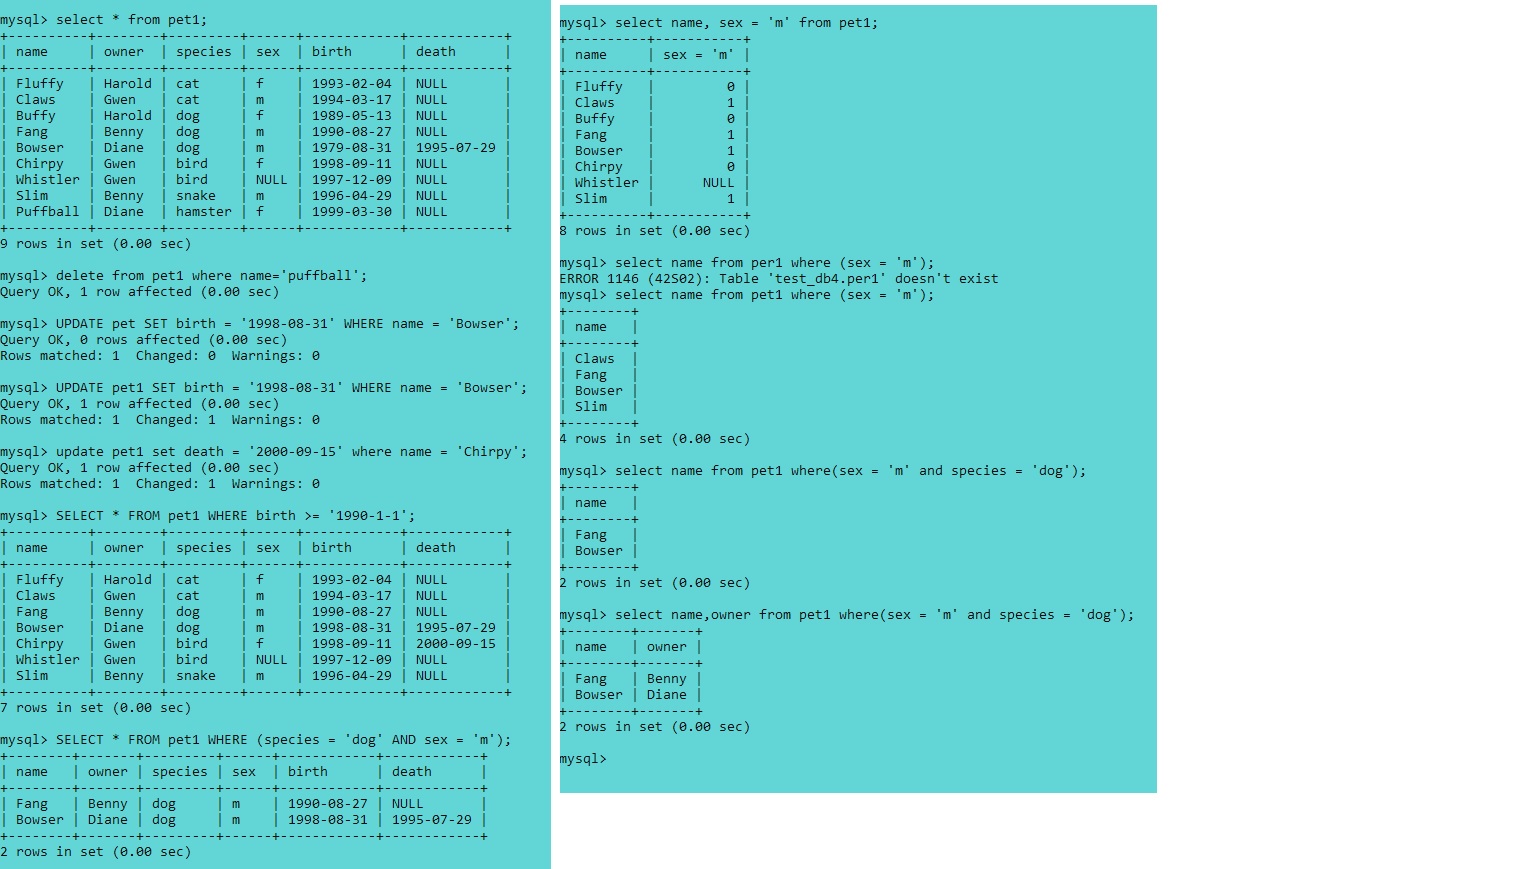 mysql> select * from pet1;
+----------+--------+---------+------+------------+------------+
| name     | owner  | species | sex  | birth      | death      |
+----------+--------+---------+------+------------+------------+
| Fluffy   | Harold | cat     | f    | 1993-02-04 | NULL       |
| Claws    | Gwen   | cat     | m    | 1994-03-17 | NULL       |
| Buffy    | Harold | dog     | f    | 1989-05-13 | NULL       |
| Fang     | Benny  | dog     | m    | 1990-08-27 | NULL       |
| Bowser   | Diane  | dog     | m    | 1979-08-31 | 1995-07-29 |
| Chirpy   | Gwen   | bird    | f    | 1998-09-11 | NULL       |
| Whistler | Gwen   | bird    | NULL | 1997-12-09 | NULL       |
| Slim     | Benny  | snake   | m    | 1996-04-29 | NULL       |
| Puffball | Diane  | hamster | f    | 1999-03-30 | NULL       |
+----------+--------+---------+------+------------+------------+
9 rows in set (0.00 sec)

mysql> delete from pet1 where name='puffball';
Query OK, 1 row affected (0.00 sec)

mysql> UPDATE pet SET birth = '1998-08-31' WHERE name = 'Bowser';
Query OK, 0 rows affected (0.00 sec)
Rows matched: 1  Changed: 0  Warnings: 0

mysql> UPDATE pet1 SET birth = '1998-08-31' WHERE name = 'Bowser';
Query OK, 1 row affected (0.00 sec)
Rows matched: 1  Changed: 1  Warnings: 0

mysql> update pet1 set death = '2000-09-15' where name = 'Chirpy';
Query OK, 1 row affected (0.00 sec)
Rows matched: 1  Changed: 1  Warnings: 0

mysql> SELECT * FROM pet1 WHERE birth >= '1990-1-1';
+----------+--------+---------+------+------------+------------+
| name     | owner  | species | sex  | birth      | death      |
+----------+--------+---------+------+------------+------------+
| Fluffy   | Harold | cat     | f    | 1993-02-04 | NULL       |
| Claws    | Gwen   | cat     | m    | 1994-03-17 | NULL       |
| Fang     | Benny  | dog     | m    | 1990-08-27 | NULL       |
| Bowser   | Diane  | dog     | m    | 1998-08-31 | 1995-07-29 |
| Chirpy   | Gwen   | bird    | f    | 1998-09-11 | 2000-09-15 |
| Whistler | Gwen   | bird    | NULL | 1997-12-09 | NULL       |
| Slim     | Benny  | snake   | m    | 1996-04-29 | NULL       |
+----------+--------+---------+------+------------+------------+
7 rows in set (0.00 sec)

mysql> SELECT * FROM pet1 WHERE (species = 'dog' AND sex = 'm');
+--------+-------+---------+------+------------+------------+
| name   | owner | species | sex  | birth      | death      |
+--------+-------+---------+------+------------+------------+
| Fang   | Benny | dog     | m    | 1990-08-27 | NULL       |
| Bowser | Diane | dog     | m    | 1998-08-31 | 1995-07-29 |
+--------+-------+---------+------+------------+------------+
2 rows in set (0.00 sec)

mysql> select name, sex = 'm' from pet1;
+----------+-----------+
| name     | sex = 'm' |
+----------+-----------+
| Fluffy   |         0 |
| Claws    |         1 |
| Buffy    |         0 |
| Fang     |         1 |
| Bowser   |         1 |
| Chirpy   |         0 |
| Whistler |      NULL |
| Slim     |         1 |
+----------+-----------+
8 rows in set (0.00 sec)

mysql> select name from per1 where (sex = 'm');
ERROR 1146 (42S02): Table 'test_db4.per1' doesn't exist
mysql> select name from pet1 where (sex = 'm');
+--------+
| name   |
+--------+
| Claws  |
| Fang   |
| Bowser |
| Slim   |
+--------+
4 rows in set (0.00 sec)

mysql> select name from pet1 where(sex = 'm' and species = 'dog');
+--------+
| name   |
+--------+
| Fang   |
| Bowser |
+--------+
2 rows in set (0.00 sec)

mysql> select name,owner from pet1 where(sex = 'm' and species = 'dog');
+--------+-------+
| name   | owner |
+--------+-------+
| Fang   | Benny |
| Bowser | Diane |
+--------+-------+
2 rows in set (0.00 sec)

mysql>